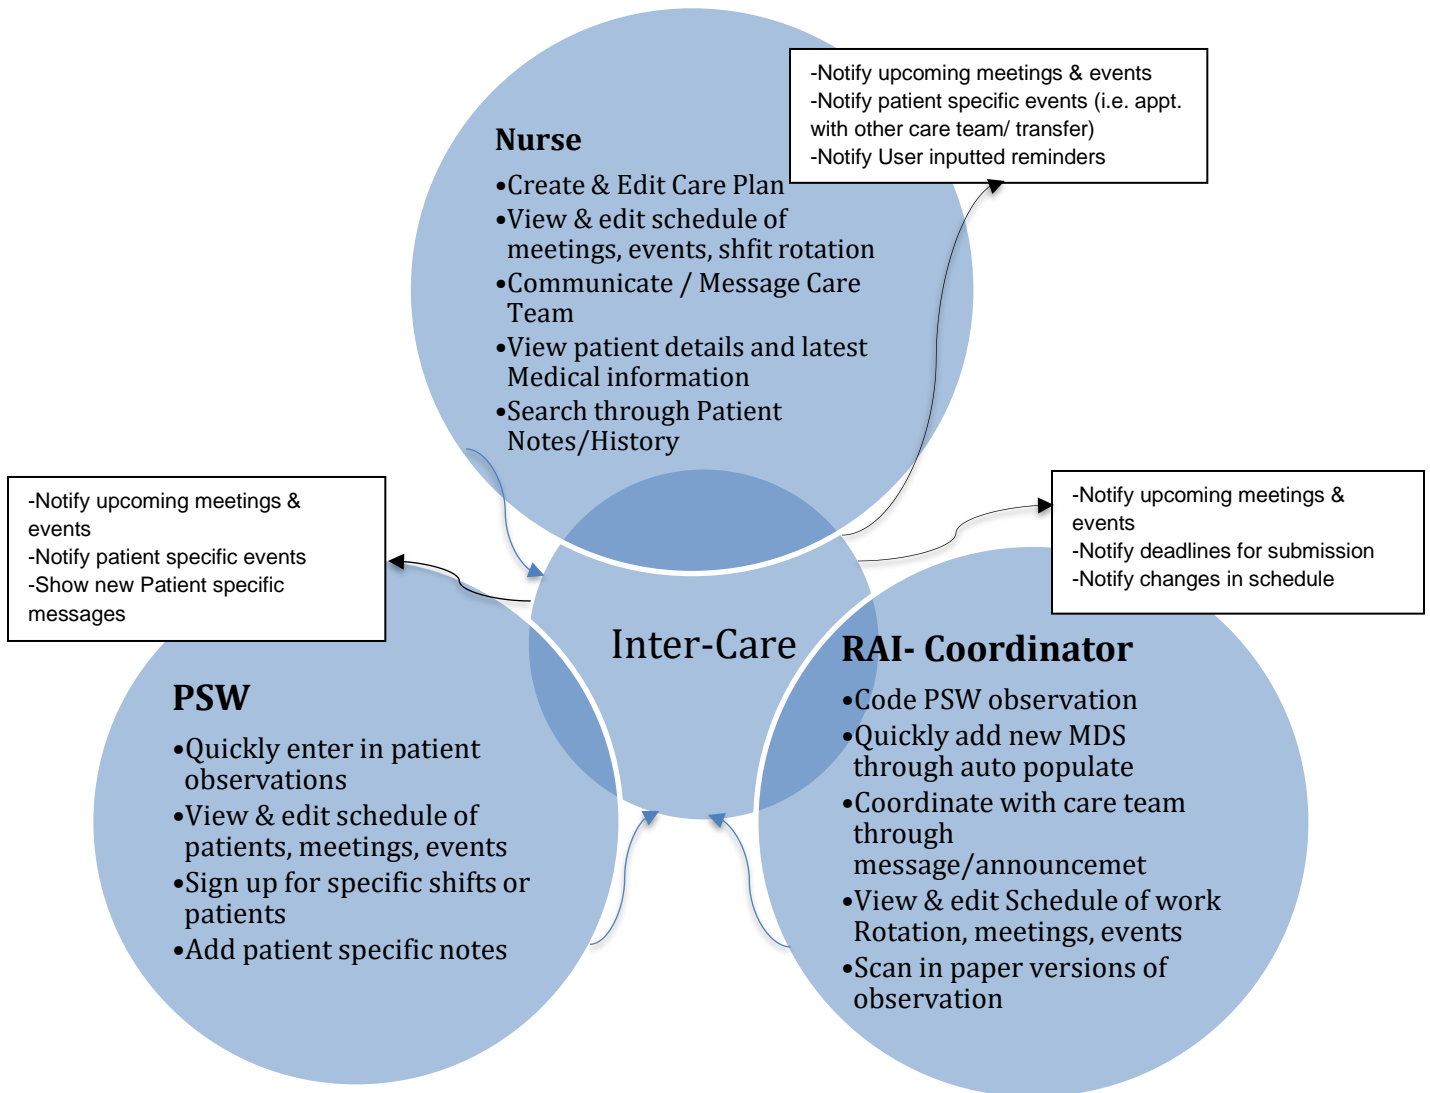 Nurse
•Create & Edit Care Plan
•View & edit schedule of
meetings, events, shfit rotation
•Communicate / Message Care
Team
•View patient details and latest
Medical information
•Search through Patient
Notes/History
-Notify upcoming meetings & events
-Notify patient specific events (i.e. appt.
with other care team/ transfer)
-Notify User inputted reminders
-Notify upcoming meetings &
events
-Notify patient specific events
-Show new Patient specific
messages
-Notify upcoming meetings &
events
-Notify deadlines for submission
-Notify changes in schedule
Inter-Care
PSW
•Quickly enter in patient
observations
•View & edit schedule of
patients, meetings, events
•Sign up for specific shifts or
patients
•Add patient specific notes
RAI- Coordinator
•Code PSW observation
•Quickly add new MDS
through auto populate
•Coordinate with care team
through
message/announcemet
•View & edit Schedule of work
Rotation, meetings, events
•Scan in paper versions of
observation